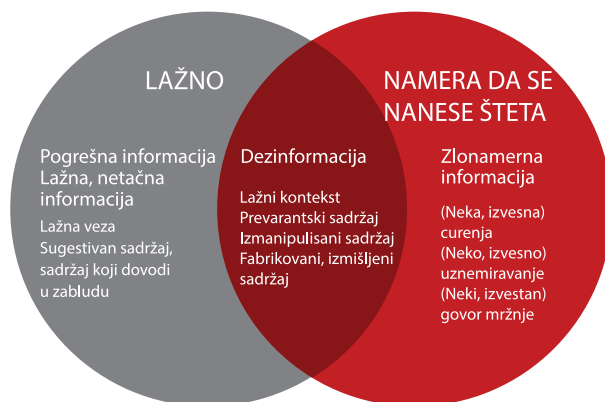 LAŽNO
Pogrešna informacija
Lažna, netačna
informacija
Lažna veza
Sugestivan sadržaj,
sadržaj koji dovodi
u zabludu
Dezinformacija
Lažni kontekst
Prevarantski sadržaj
Izmanipulisani sadržaj
Fabrikovani, izmišljeni
sadržaj
NAMERA DA SE
NANESE ŠTETA
Zlonamerna
informacija
(Neka, izvesna)
curenja
(Neko, izvesno)
uznemiravanje
(Neki, izvestan)
govor mržnje